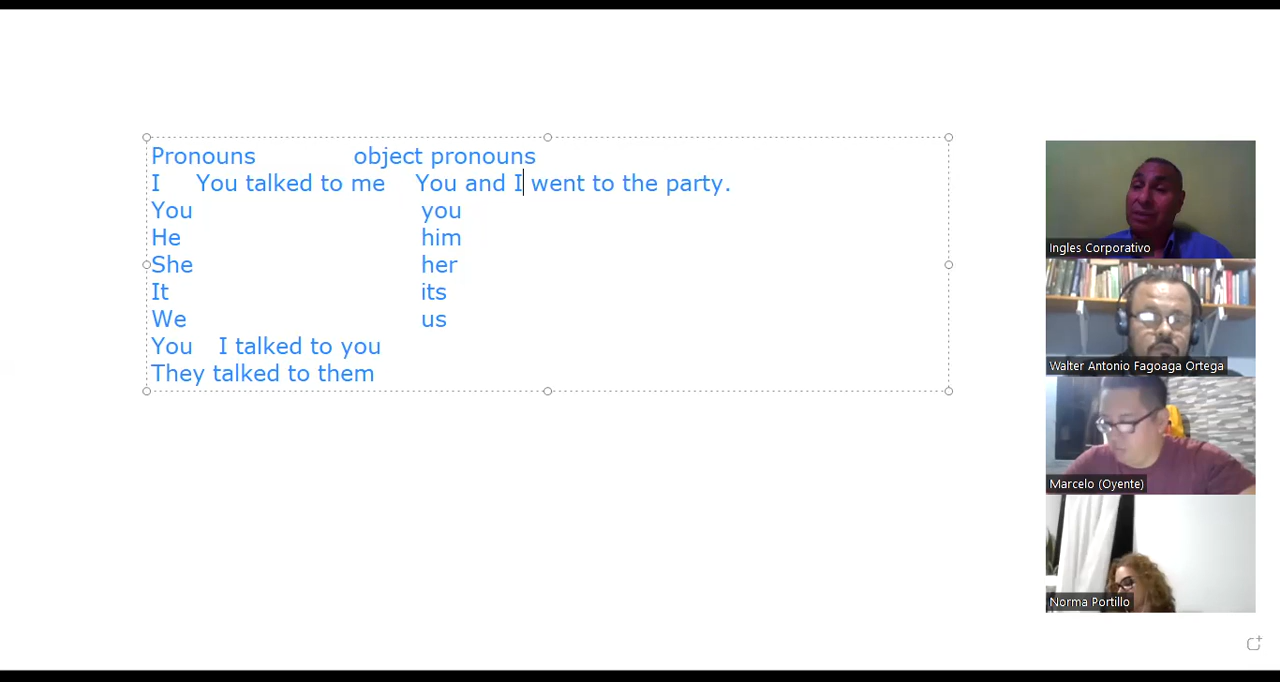 Pronouns object pronouns
I You talked to me You and I went to the party.
You you
He him
She her
It its
We us
You I talked to you
They talked to them
Ingles Corporativo
Walter Antonio Fagoaga Ortega
Marcelo (Oyente)
Norma Portillo